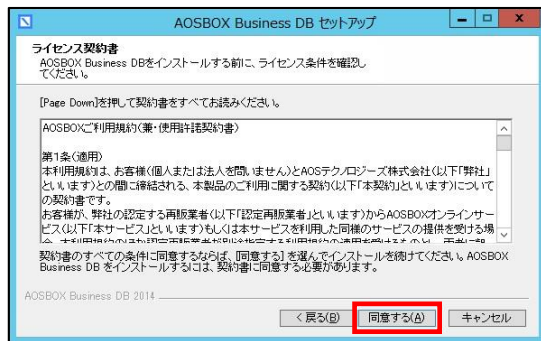 AOSBOX Business DB セットアップ
ライセンス契約書
AOSBOX Business DBをインストールする前に、ライセンス条件を確認し
てください。
[Page Down]を押して契約書をすべてお読みください。
AOSBOXご利用規約(兼・使用許諾契約書)
第1条(適用)
本利用規約は、お客様(個人または法人を問いません)とAOSテクノロジーズ株式会社(以下「弊社」
といいます)との間に締結される、本製品のご利用に関する契約(以下「本契約」といいます)について
の契約書です。
お客様が、弊社の認定する再販業者(以下「認定再販業者」といいます)からAOSBOXオンラインサー
ビス(以下「本サービス」といいます)もしくは本サービスを利用した同様のサービスの提供を受ける場
契約書のすべての条件に同意するならば、[同意する] を選んでインストールを続けてください。AOSBOX
Business DB をインストールするには、契約書に同意する必要があります。
AOSBOX Business DB 2014
< 戻る(B) 同意する(A) キャンセル